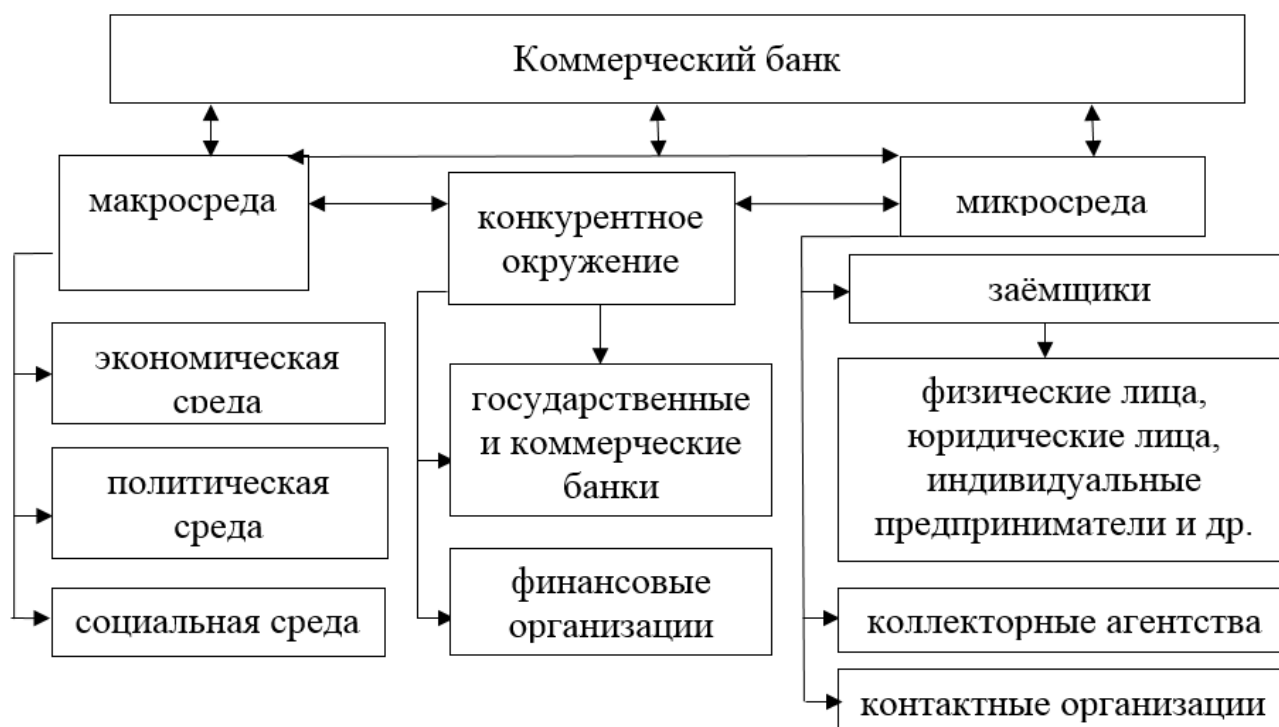 Коммерческий банк
макросреда
конкурентное
окружение
микросреда
экономическая
среда
политическая
среда
социальная среда
государственные
и коммерческие
банки
финансовые
организации
заёмщики
физические лица,
юридические лица,
индивидуальные
предприниматели и др.
коллекторные агентства
контактные организации